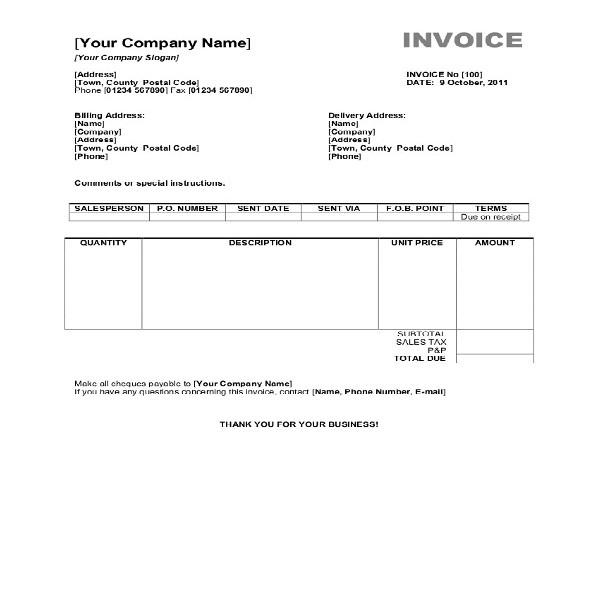 [Your Company Name]
INVOICE
[Your Company Slogan]
[Address]
INVOICE No [100]
[Town, County  Postal Code]
DATE:  9 October, 2011
Phone [01234 567890] Fax [01234 567890]
Billing Address:
Delivery Address:
[Name]
[Name]
[Company]
[Company]
[Address]
[Address]
[Town, County  Postal Code]
[Town, County  Postal Code]
[Phone]
[Phone]
Comments or special instructions.
SALESPERSON P.O. NUMBER SENT DATE SENT VIA F.O.B. POINT TERMS
Due on receipt
QUANTITY DESCRIPTION UNIT PRICE AMOUNT
SUBTOTAL
SALES TAX
P&P
TOTAL DUE
Make all cheques payable to [Your Company Name]
If you have any questions concerning this invoice, contact [Name, Phone Number, E-mail]
THANK YOU FOR YOUR BUSINESS!